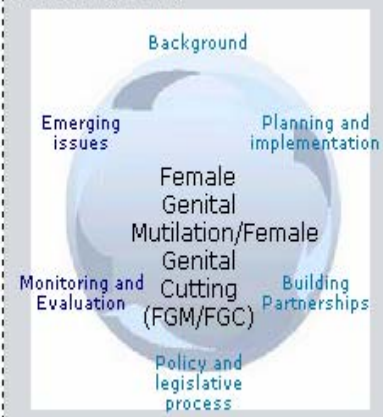 Background
Emerging
issues
Planning and
implementation
Female
Genital
Mutilation/Female
Genital
Cutting
(FGM/FGC)
Monitoring and
Evaluation
Building
Partnerships
Policy and
legislative
process